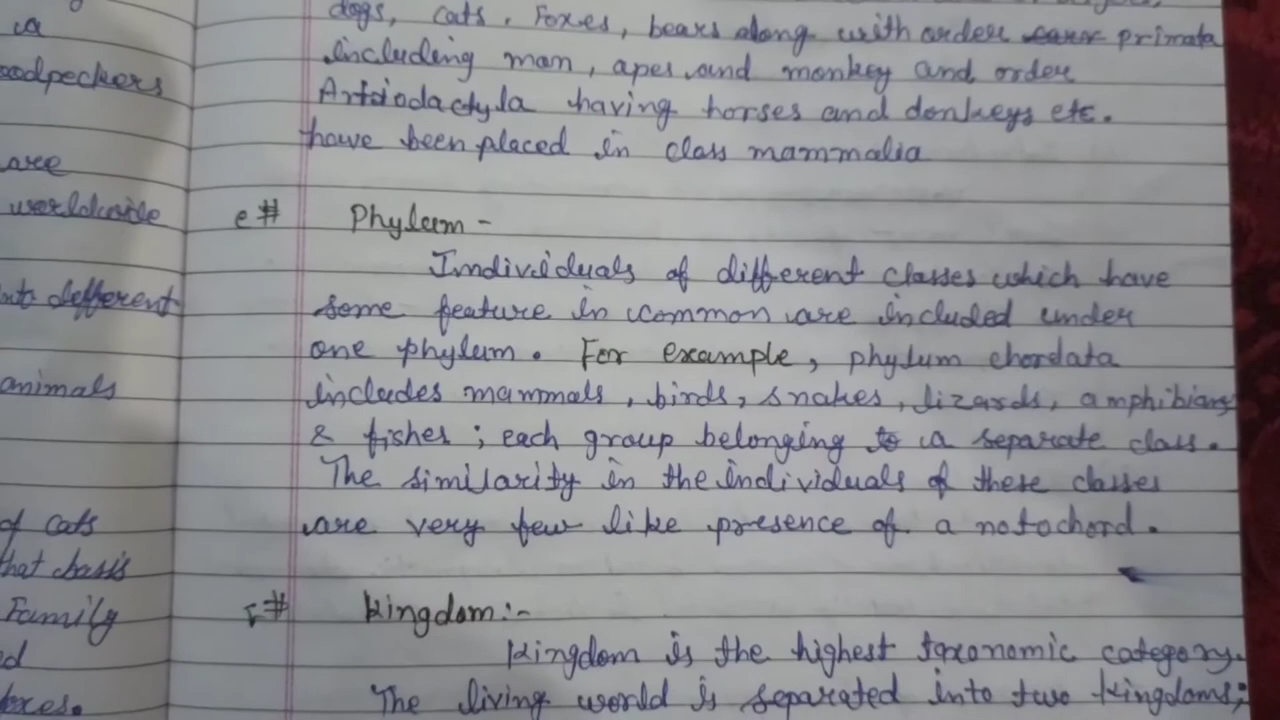 a
oodpeckers
are
worldwide
nto different
animals
of cats
that basis
Family
d
foxes.
dogs, cats, Foxes, bears along with order primata
including man, apes and monkey and order
Artiodactyla having horses and donkeys etc.
have been placed in class mammalia
e# Phylum -
Individuals of different classes which have
some feature in common are included under
one phylum. For example, phylum chordata
includes mammals, birds, snakes, lizards, amphibians
& fishes; each group belonging to a separate class.
The similarity in the individuals of these classes
are very few like presence of a notochord.
F# Kingdom:-
Kingdom is the highest taxonomic category.
The living world is separated into two kingdoms;